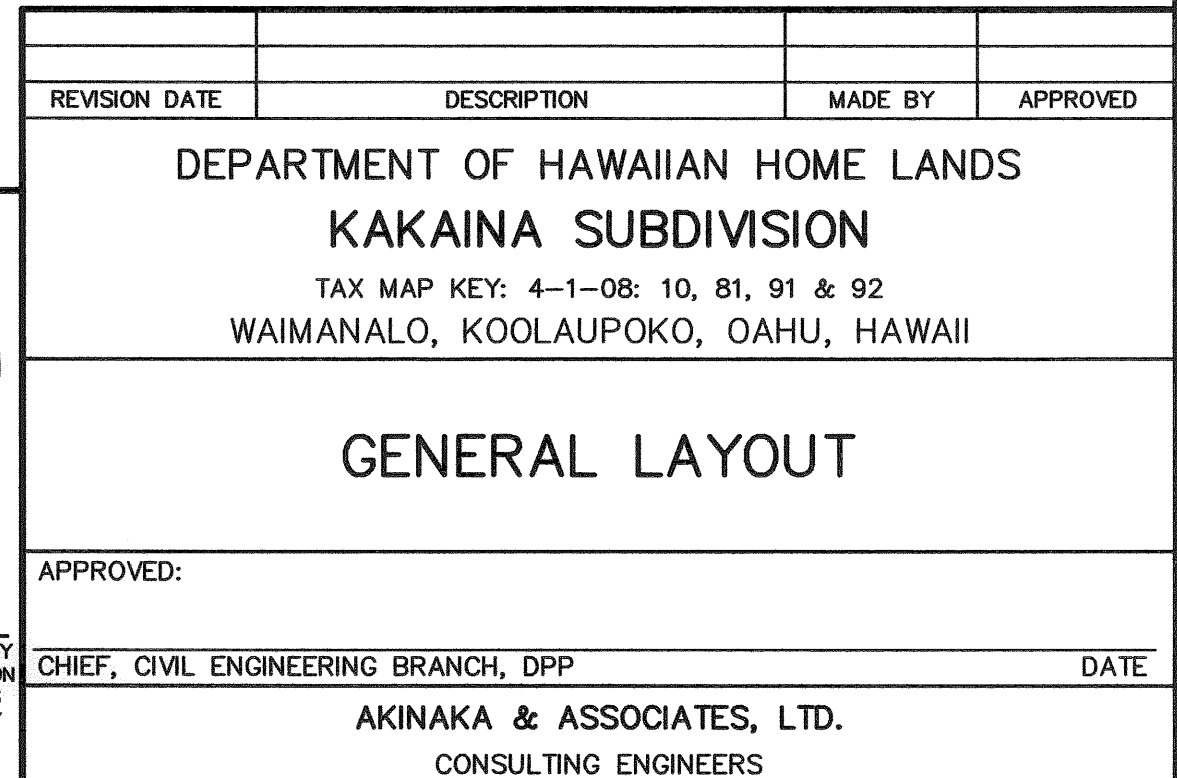 REVISION DATE DESCRIPTION MADE BY APPROVED
DEPARTMENT OF HAWAIIAN HOME LANDS
KAKAINA SUBDIVISION
TAX MAP KEY: 4-1-08: 10, 81, 91 & 92
WAIMANALO, KOOLAUPOKO, OAHU, HAWAII
GENERAL LAYOUT
APPROVED:
CHIEF, CIVIL ENGINEERING BRANCH, DPP DATE
AKINAKA & ASSOCIATES, LTD.
CONSULTING ENGINEERS